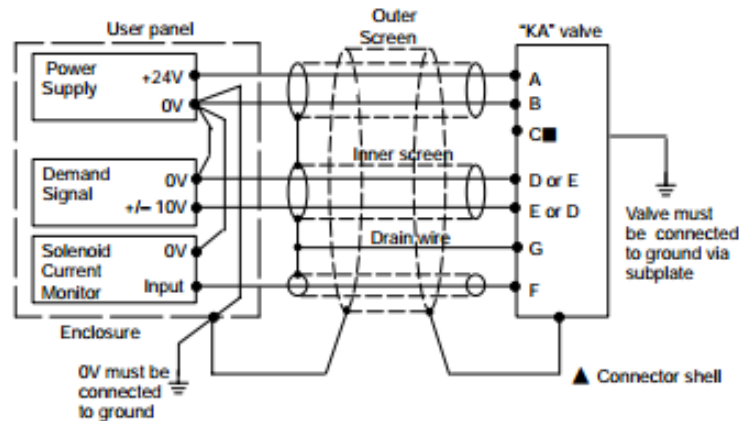 Outer
Screen
User panel
"KA" valve
Power
Supply
+24V
0V
A
B
C■
Inner screen
Demand
Signal
0V
+/– 10V
D or E
E or D
Drain wire
G
Solenoid
Current
Monitor
0V
Input
F
Valve must
be connected
to ground via
subplate
Enclosure
0V must be
connected
to ground
▲ Connector shell